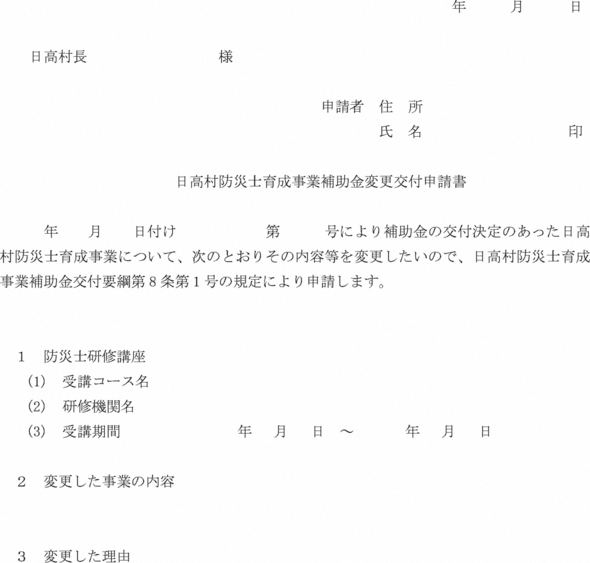 年　　月　　日
日高村長　　　　　　　　　様
申請者　住　所
氏　名　　　　　　　　　　印
日高村防災士育成事業補助金変更交付申請書
年　　月　　日付け　　　　　　第　　　号により補助金の交付決定のあった日高
村防災士育成事業について、次のとおりその内容等を変更したいので、日高村防災士育成
事業補助金交付要綱第８条第１号の規定により申請します。
１　防災士研修講座
(1)　受講コース名
(2)　研修機関名
(3)　受講期間　　　　　　　　年　月　日　～　　　年　月　日
２　変更した事業の内容
３　変更した理由